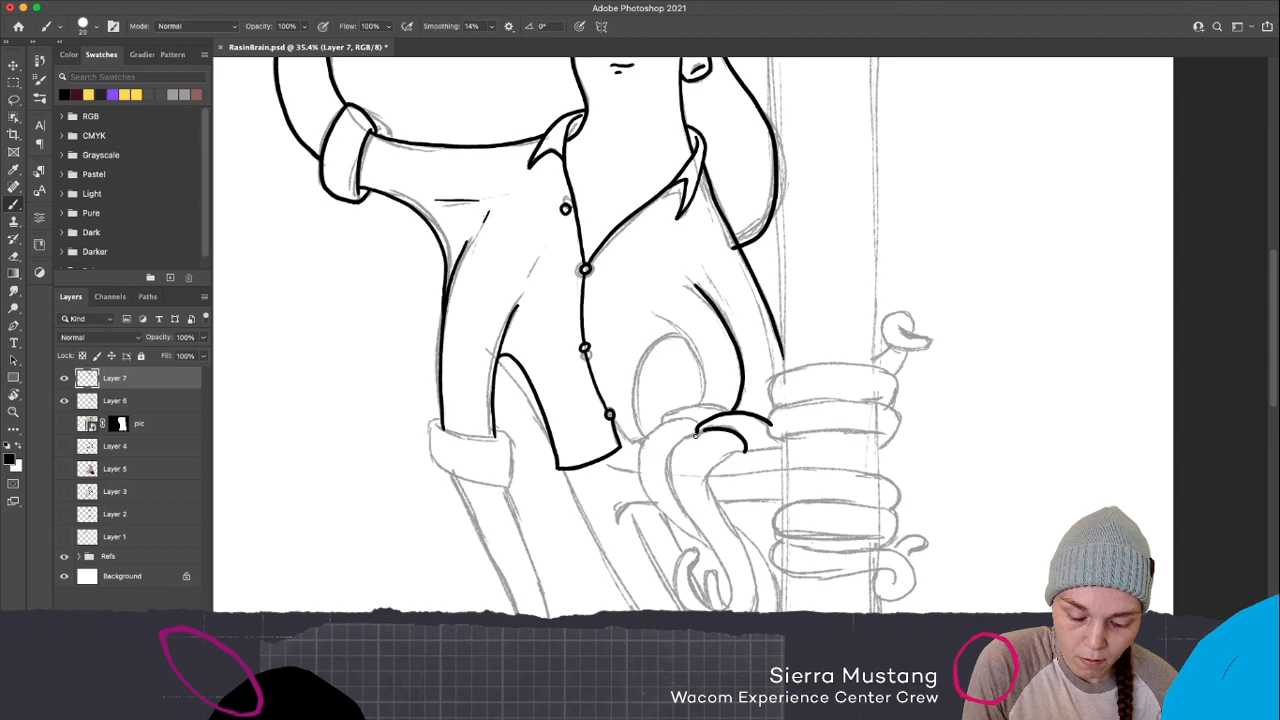 Adobe Photoshop 2021
20
Mode: Normal
Opacity: 100%
Flow: 100%
Smoothing: 14%
0°
RasinBrain.psd @ 35.4% (Layer 7, RGB/8) *
Color Swatches Gradier Pattern
Search Swatches
RGB
CMYK
Grayscale
Pastel
Light
Pure
Dark
Darker
Layers Channels Paths
Kind
Normal
Opacity: 100%
Lock:
Fill: 100%
Layer 7
Layer 6
pic
Layer 4
Layer 5
Layer 3
Layer 2
Layer 1
Refs
Background
Sierra Mustang
Wacom Experience Center Crew